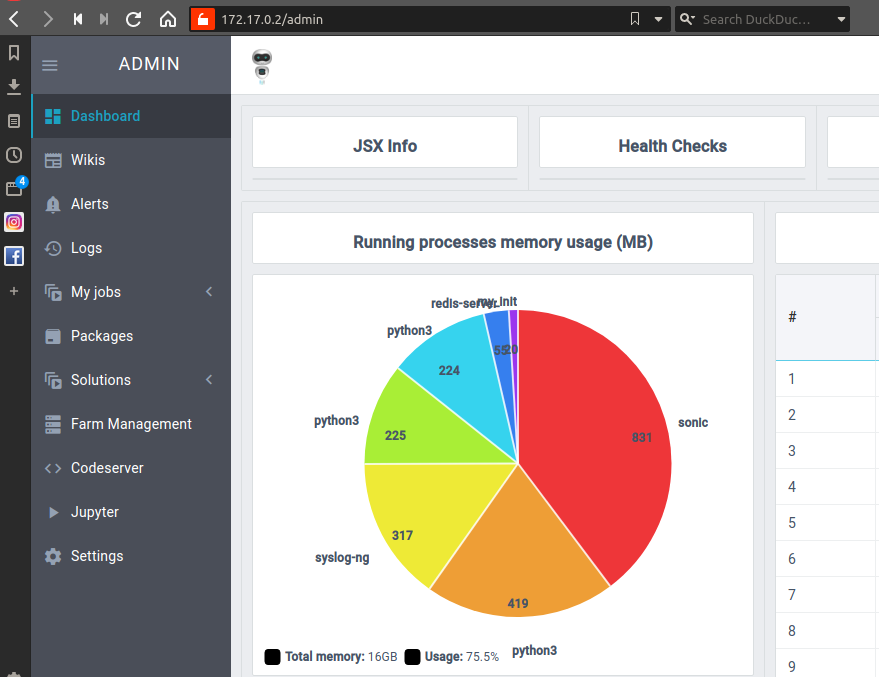 172.17.0.2/admin
Search DuckDuc...
4
ADMIN
Dashboard
Wikis
Alerts
Logs
My jobs
Packages
Solutions
Farm Management
Codeserver
Jupyter
Settings
JSX Info
Health Checks
Running processes memory usage (MB)
redis-server
my_init
python3
224
55
20
python3
225
831
sonic
317
syslog-ng
419
python3
Total memory: 16GB Usage: 75.5%
#
1
2
3
4
5
6
7
8
9